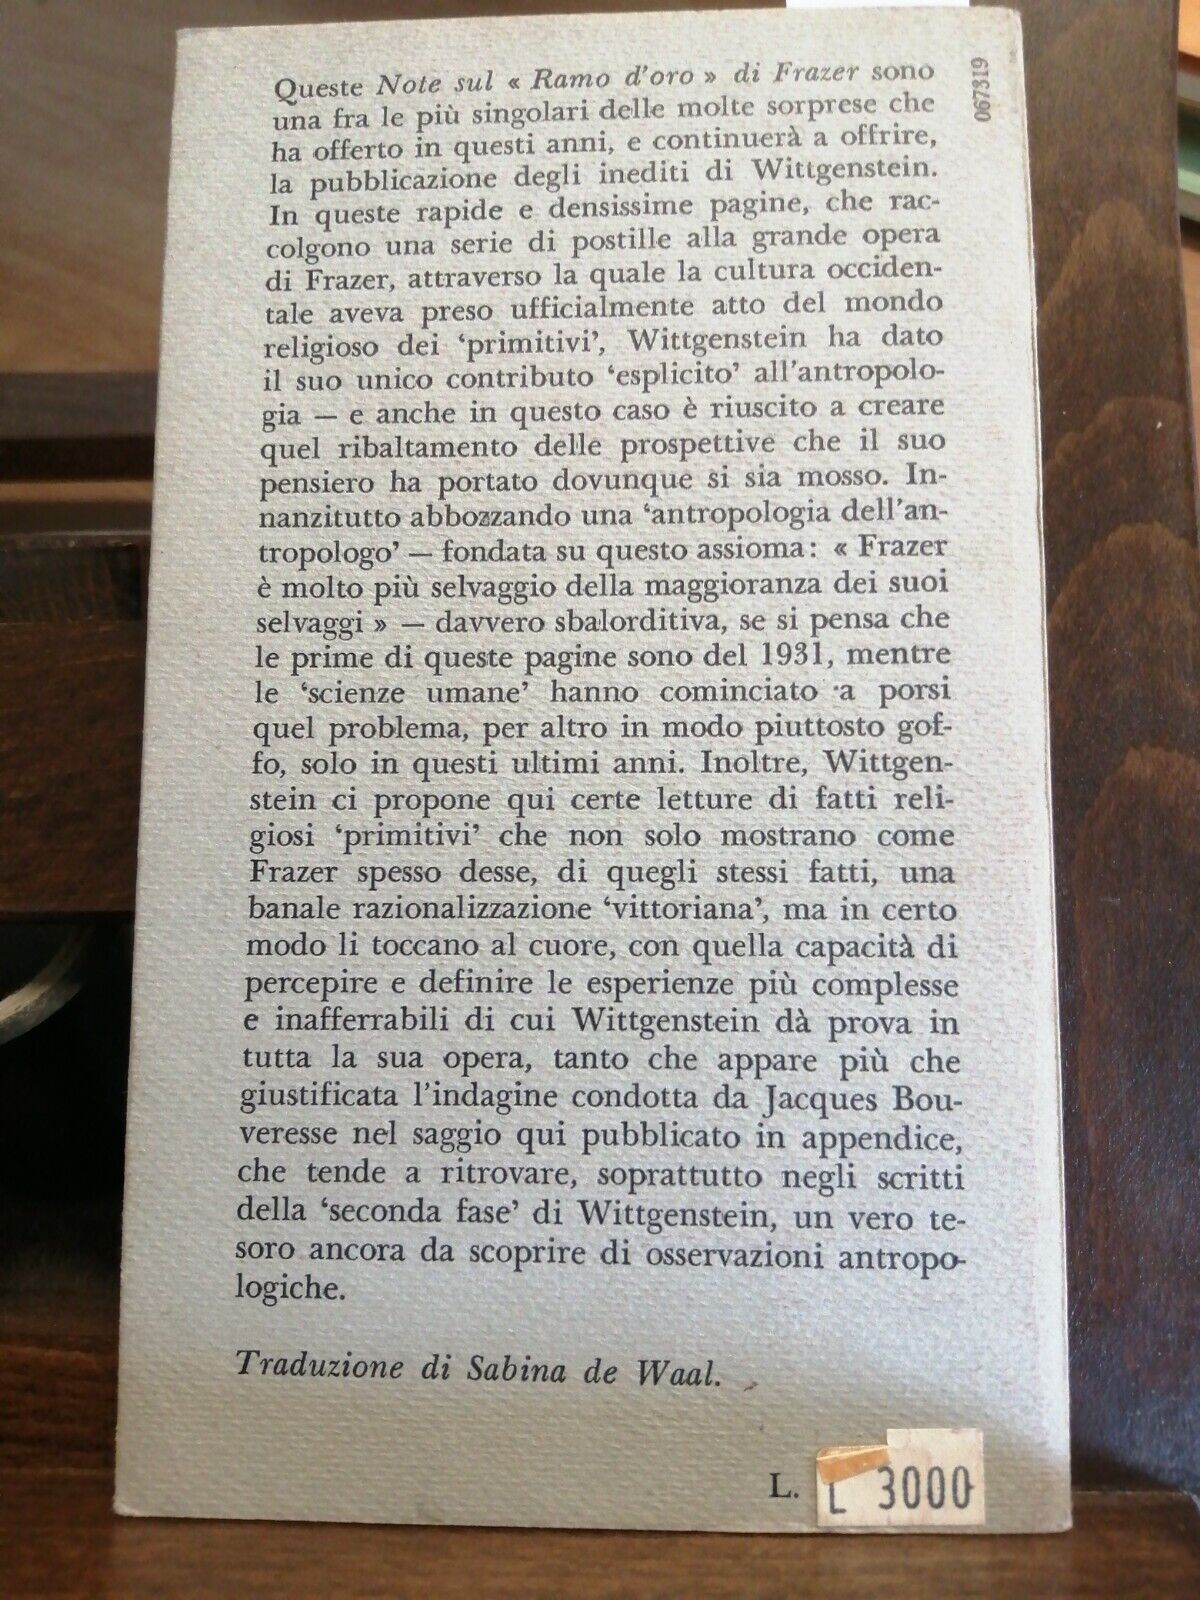 Queste Note sul « Ramo d'oro » di Frazer sono
una fra le più singolari delle molte sorprese che
ha offerto in questi anni, e continuerà a offrire,
la pubblicazione degli inediti di Wittgenstein.
In queste rapide e densissime pagine, che rac-
colgono una serie di postille alla grande opera
di Frazer, attraverso la quale la cultura occiden-
tale aveva preso ufficialmente atto del mondo
religioso dei ‘primitivi’, Wittgenstein ha dato
il suo unico contributo ‘esplicito’ all'antropolo-
gia — e anche in questo caso è riuscito a creare
quel ribaltamento delle prospettive che il suo
pensiero ha portato dovunque si sia mosso. In-
nanzitutto abbozzando una ‘antropologia dell'an-
tropologo’ — fondata su questo assioma: « Frazer
è molto più selvaggio della maggioranza dei suoi
selvaggi » — davvero sbalorditiva, se si pensa che
le prime di queste pagine sono del 1931, mentre
le ‘scienze umane’ hanno cominciato a porsi
quel problema, per altro in modo piuttosto gof-
fo, solo in questi ultimi anni. Inoltre, Wittgen-
stein ci propone qui certe letture di fatti reli-
giosi ‘primitivi’ che non solo mostrano come
Frazer spesso desse, di quegli stessi fatti, una
banale razionalizzazione ‘vittoriana’, ma in certo
modo li toccano al cuore, con quella capacità di
percepire e definire le esperienze più complesse
e inafferrabili di cui Wittgenstein dà prova in
tutta la sua opera, tanto che appare più che
giustificata l'indagine condotta da Jacques Bou-
veresse nel saggio qui pubblicato in appendice,
che tende a ritrovare, soprattutto negli scritti
della ‘seconda fase’ di Wittgenstein, un vero te-
soro ancora da scoprire di osservazioni antropo-
logiche.
Traduzione di Sabina de Waal.
L. L 3000
067319